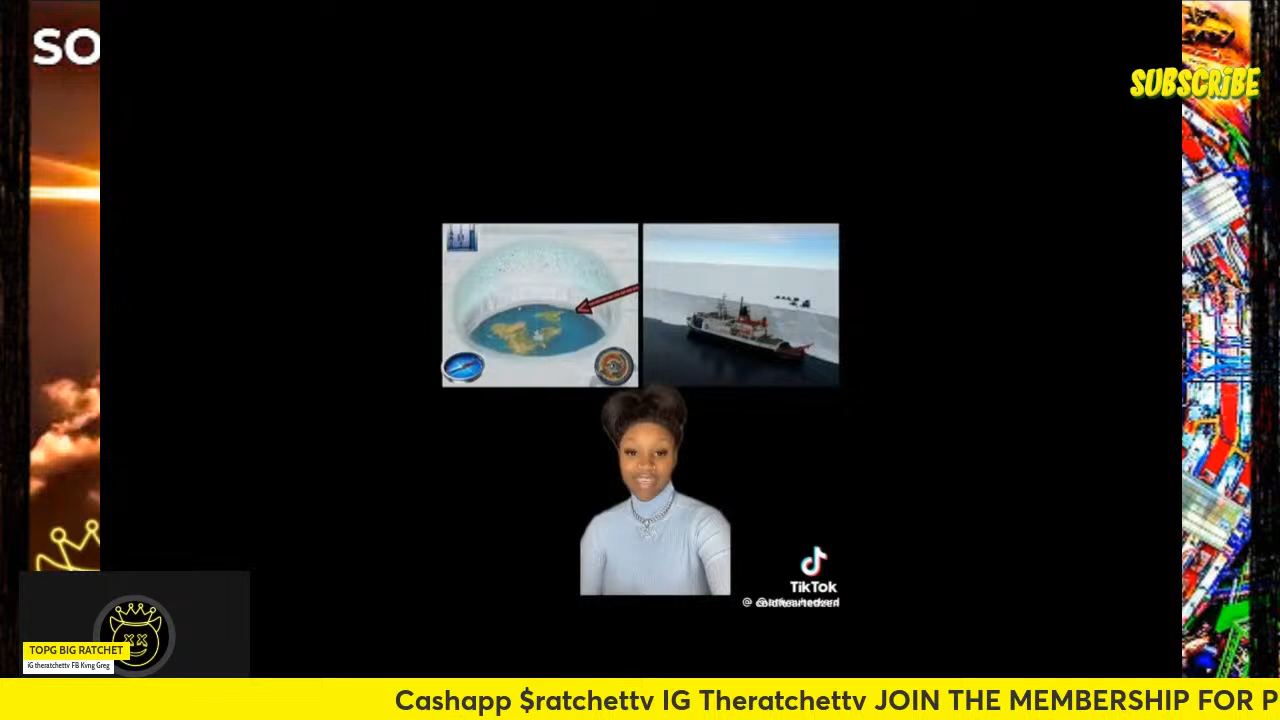 SO
SUBSCRIBE
TikTok
TOPG BIG RATCHET
iG theratchettv FB Kvng Greg
Cashapp $ratchettv IG Theratchettv JOIN THE MEMBERSHIP FOR P